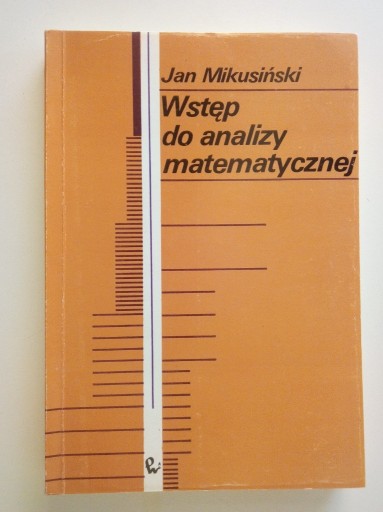 Jan Mikusiński
Wstęp
do analizy
matematycznej